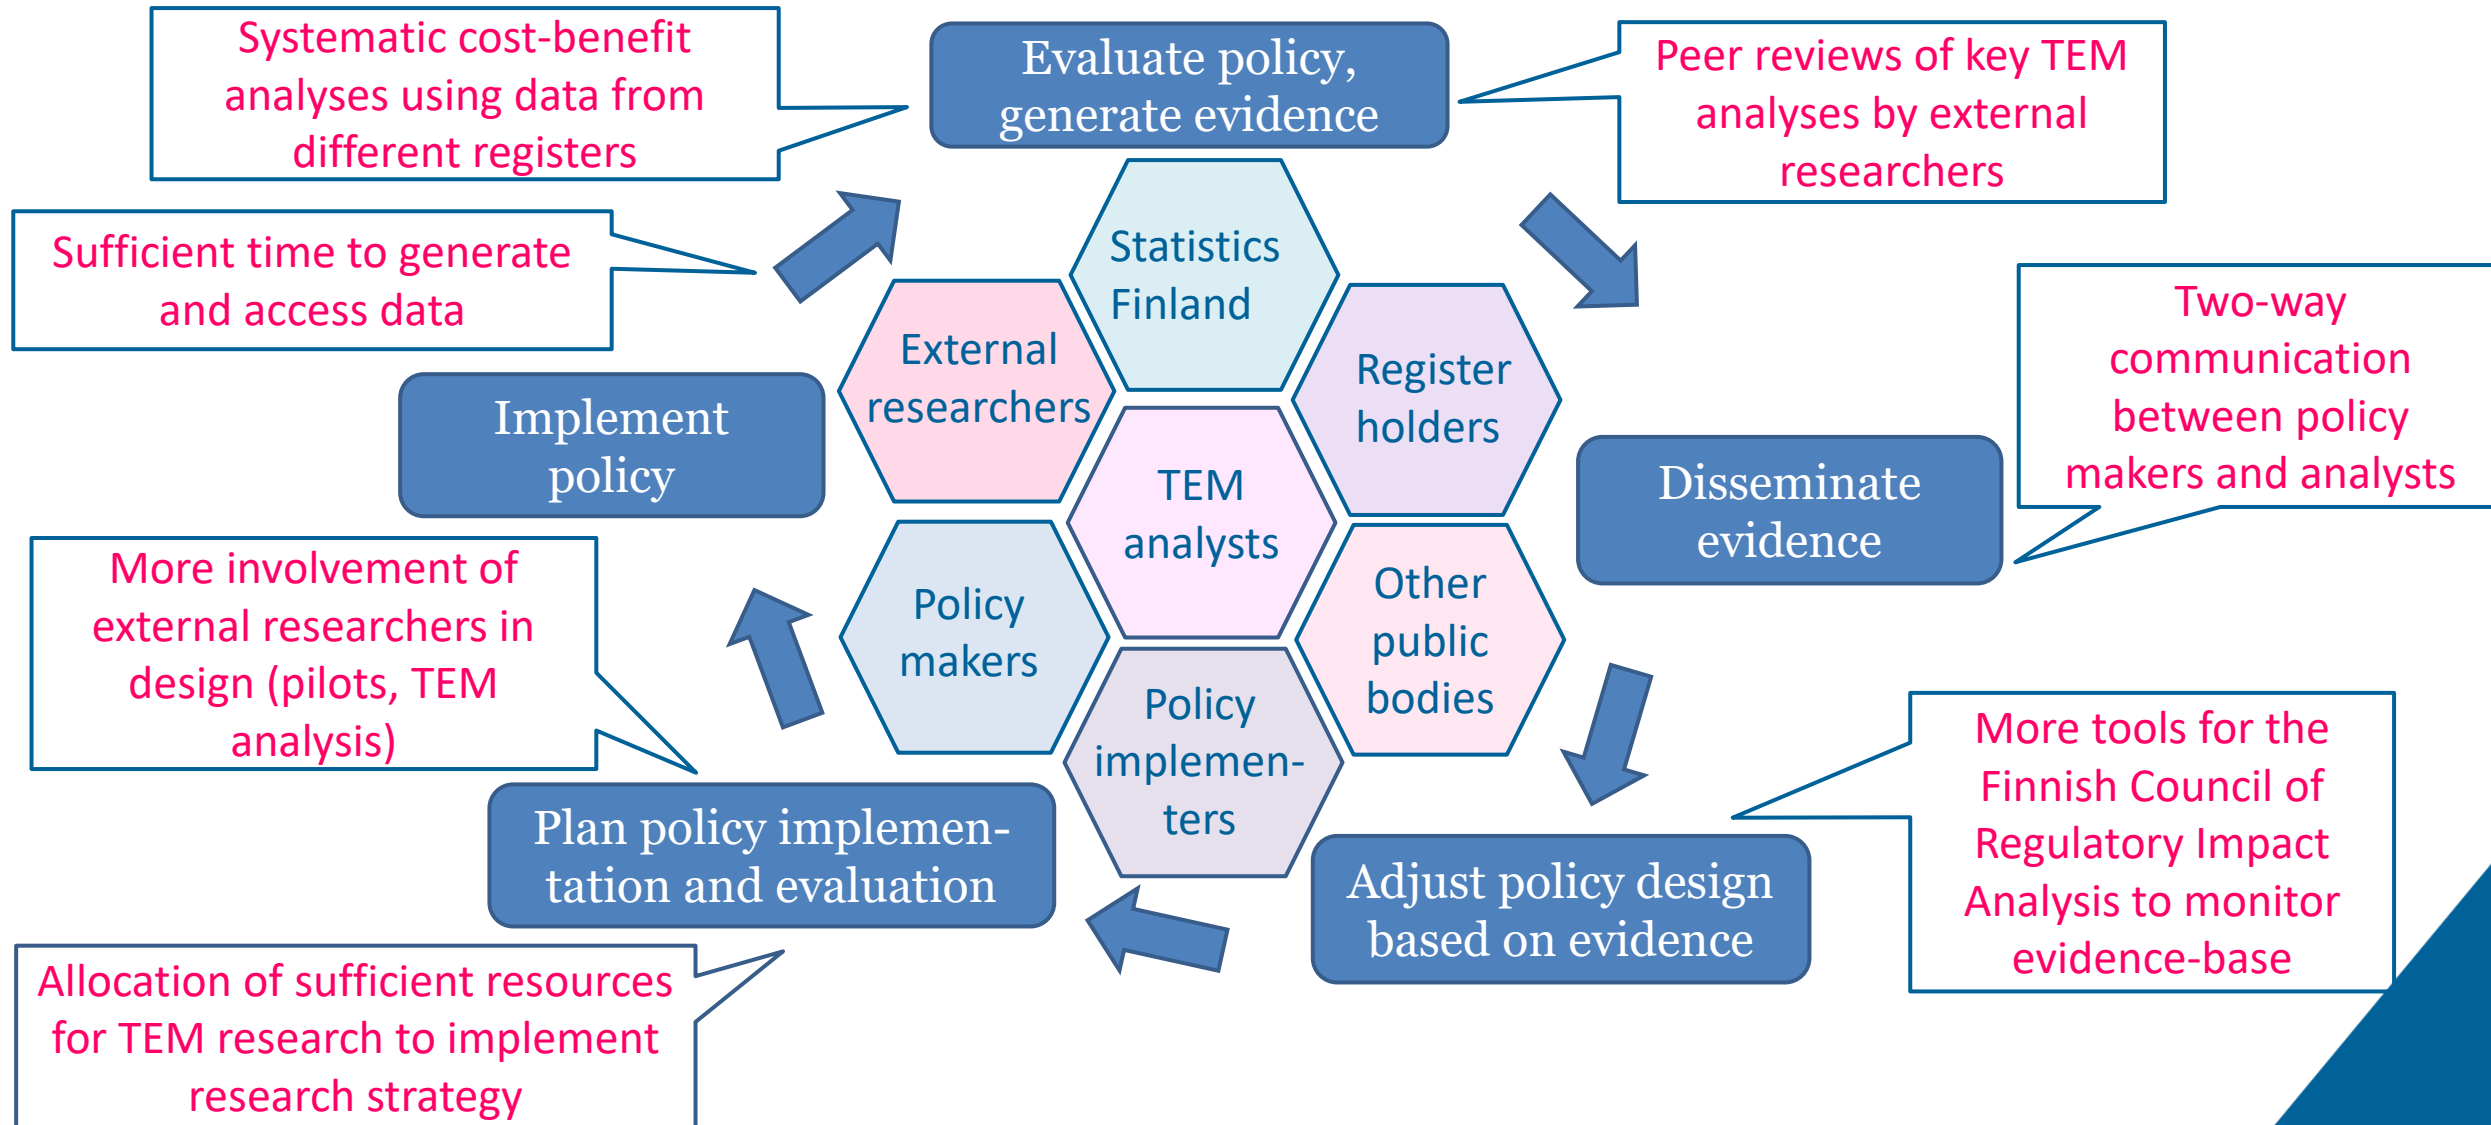 Systematic cost-benefit
analyses using data from
different registers
Evaluate policy,
generate evidence
Peer reviews of key TEM
analyses by external
researchers
Sufficient time to generate
and access data
Statistics
Finland
External
researchers
Register
holders
Two-way
communication
between policy
makers and analysts
Implement
policy
TEM
analysts
Disseminate
evidence
More involvement of
external researchers in
design (pilots, TEM
analysis)
Policy
makers
Other
public
bodies
Policy
implemen-
ters
More tools for the
Finnish Council of
Regulatory Impact
Analysis to monitor
evidence-base
Plan policy implemen-
tation and evaluation
Adjust policy design
based on evidence
Allocation of sufficient resources
for TEM research to implement
research strategy